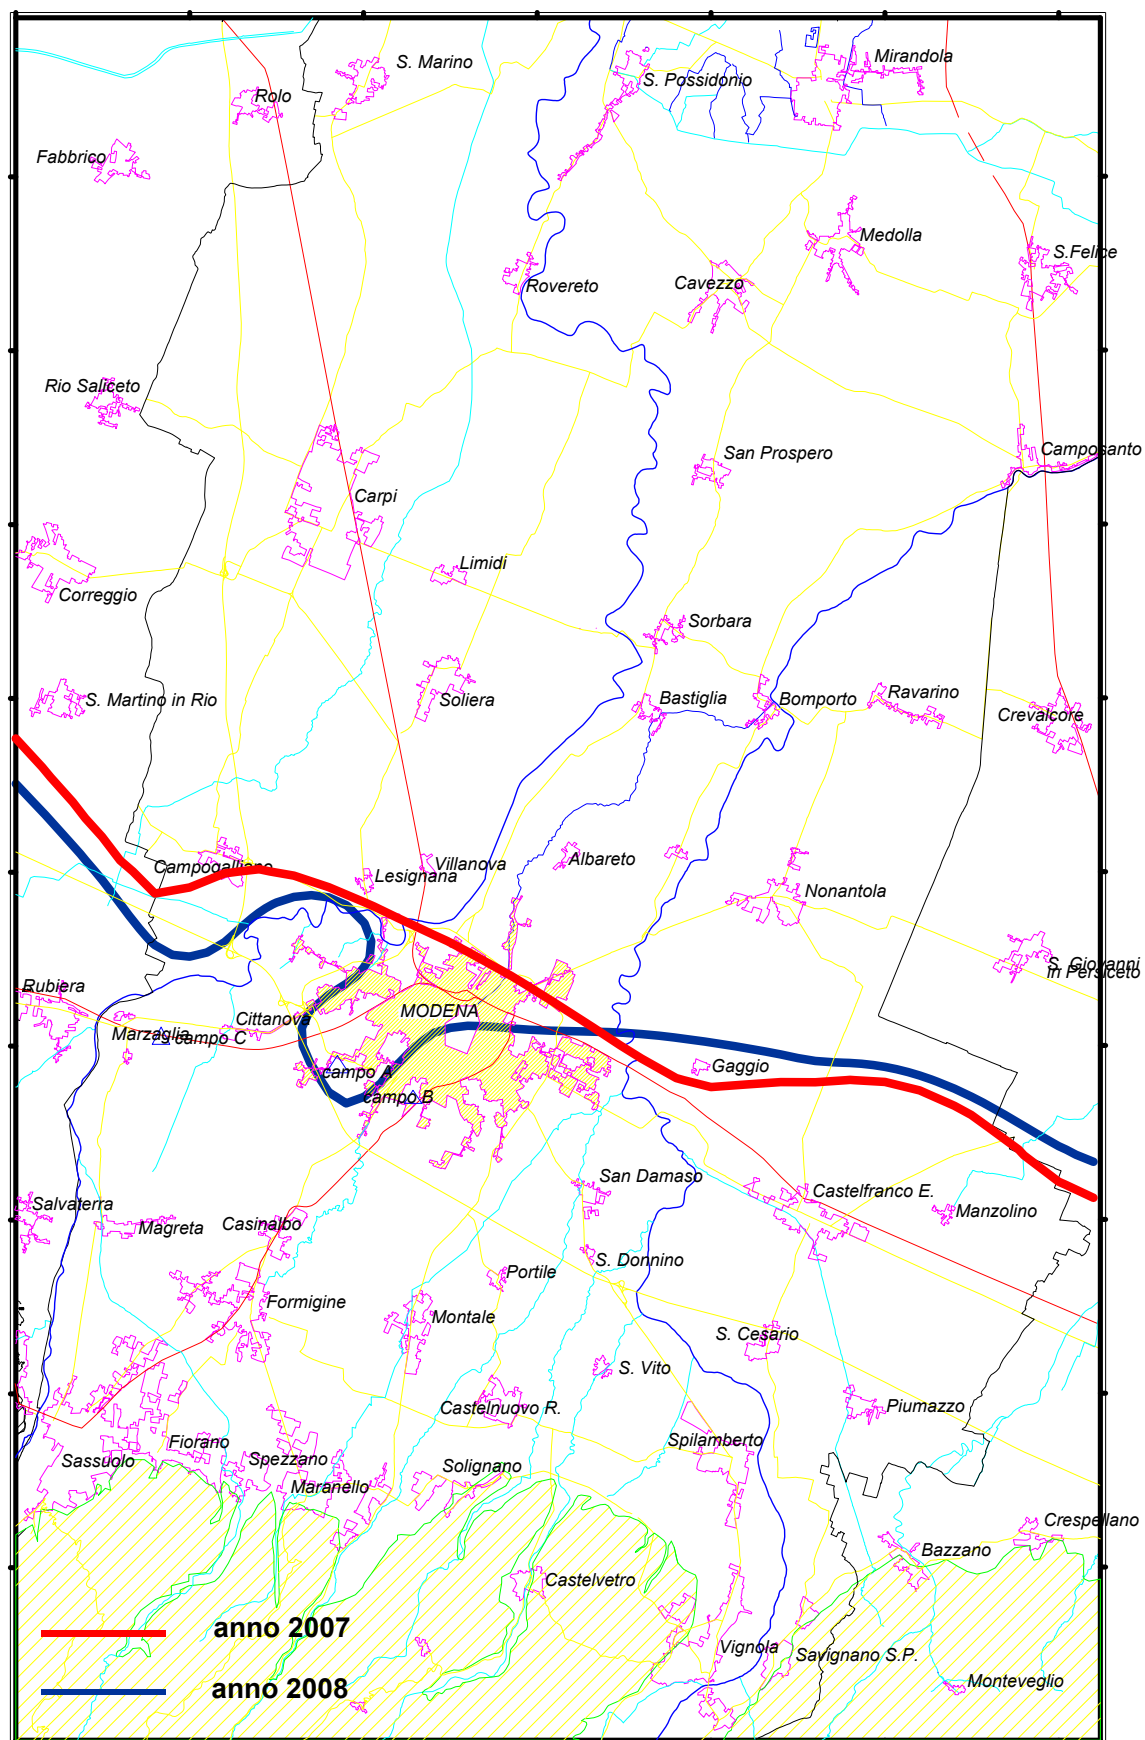 S. Marino
Mirandola
S. Possidonio
Rolo
Fabbrico
Medolla
S.Felice
Rovereto
Cavezzo
Rio Saliceto
San Prospero
Camposanto
Carpi
Limidi
Correggio
Sorbara
S. Martino in Rio
Soliera
Bastiglia
Bomporto
Ravarino
Crevalcore
Campogalliano
Lesignana
Villanova
Albareto
Nonantola
S. Giovanni
in Persiceto
Rubiera
Marzaglia
campo C
Cittanova
MODENA
campo A
campo B
Gaggio
San Damaso
Castelfranco E.
Manzolino
Salvaterra
Magreta
Casinalbo
S. Donnino
Portile
Formigine
Montale
S. Cesario
S. Vito
Castelnuovo R.
Piumazzo
Spilamberto
Fiorano
Sassuolo
Spezzano
Maranello
Solignano
Crespellano
Bazzano
Castelvetro
Vignola
Savignano S.P.
Monteveglio
anno 2007
anno 2008